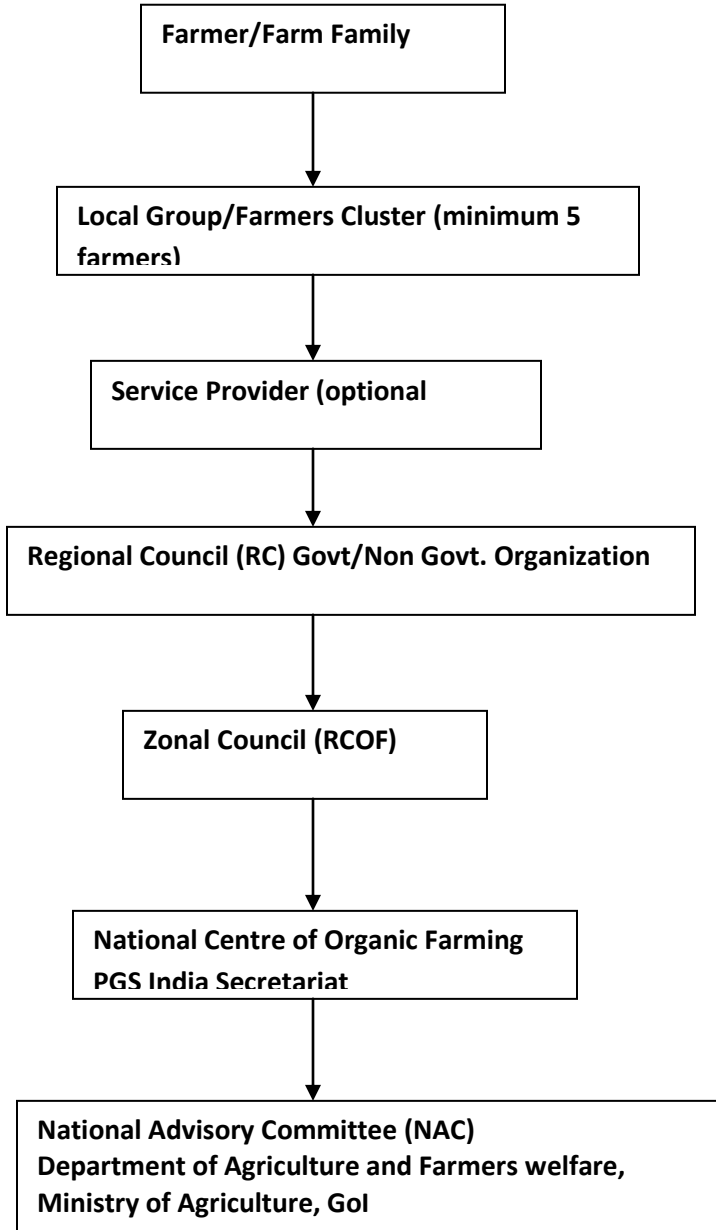 Farmer/Farm Family
Local Group/Farmers Cluster (minimum 5
farmers)
Service Provider (optional
Regional Council (RC) Govt/Non Govt. Organization
Zonal Council (RCOF)
National Centre of Organic Farming
PGS India Secretariat
National Advisory Committee (NAC)
Department of Agriculture and Farmers welfare,
Ministry of Agriculture, GoI